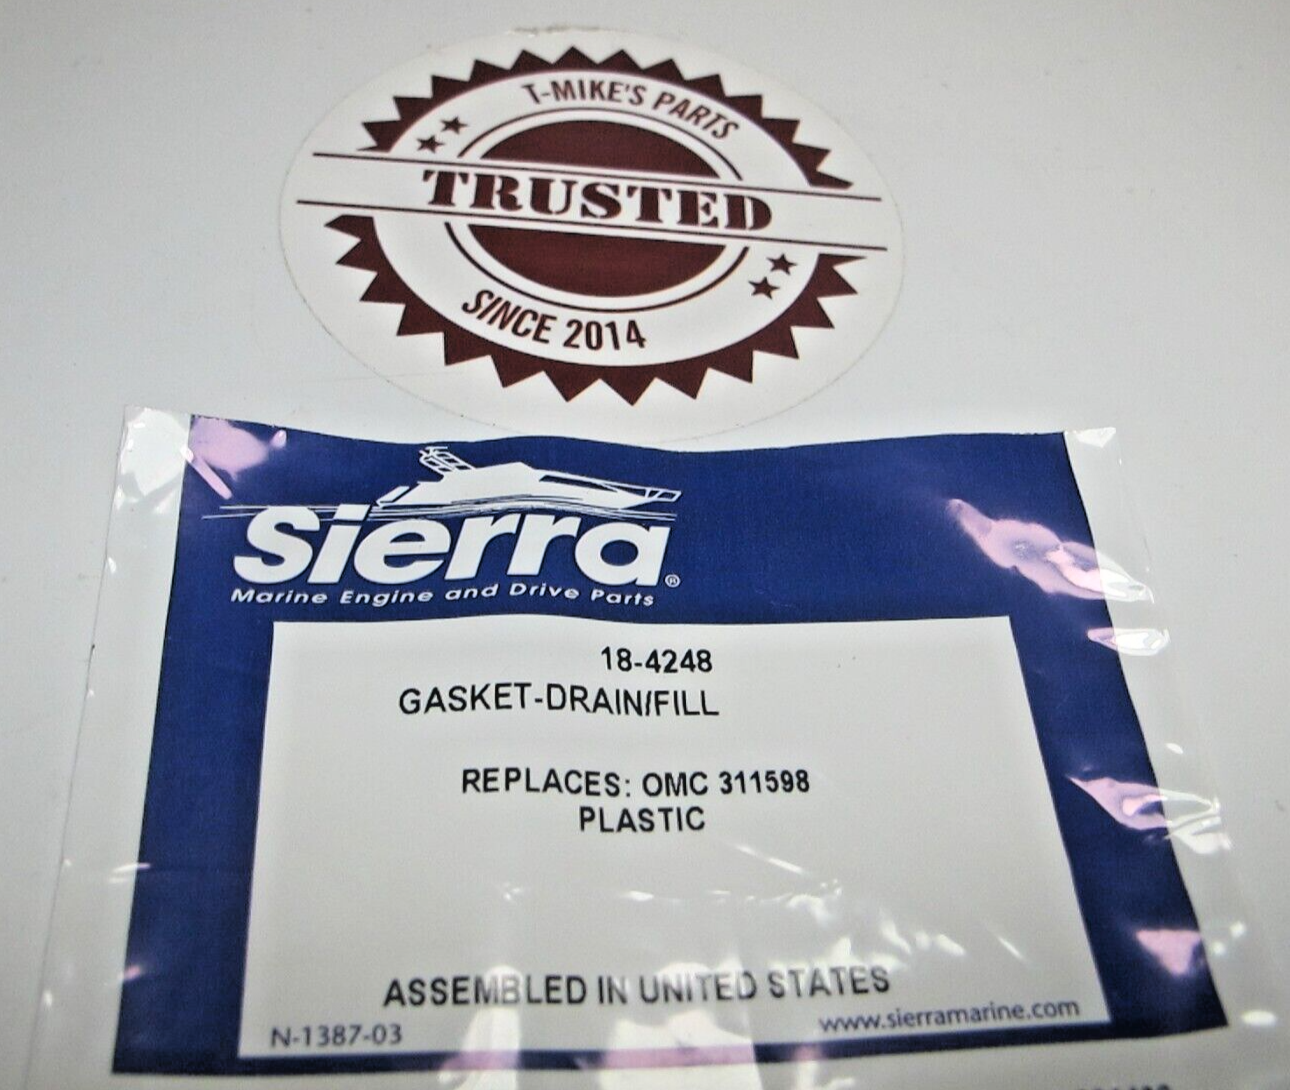 T-MIKE'S PARTS
TRUSTED
SINCE 2014
Sierra®
Marine Engine and Drive Parts
18-4248
GASKET-DRAIN/FILL
REPLACES: OMC 311598
PLASTIC
ASSEMBLED IN UNITED STATES
N-1387-03
www.sierramarine.com